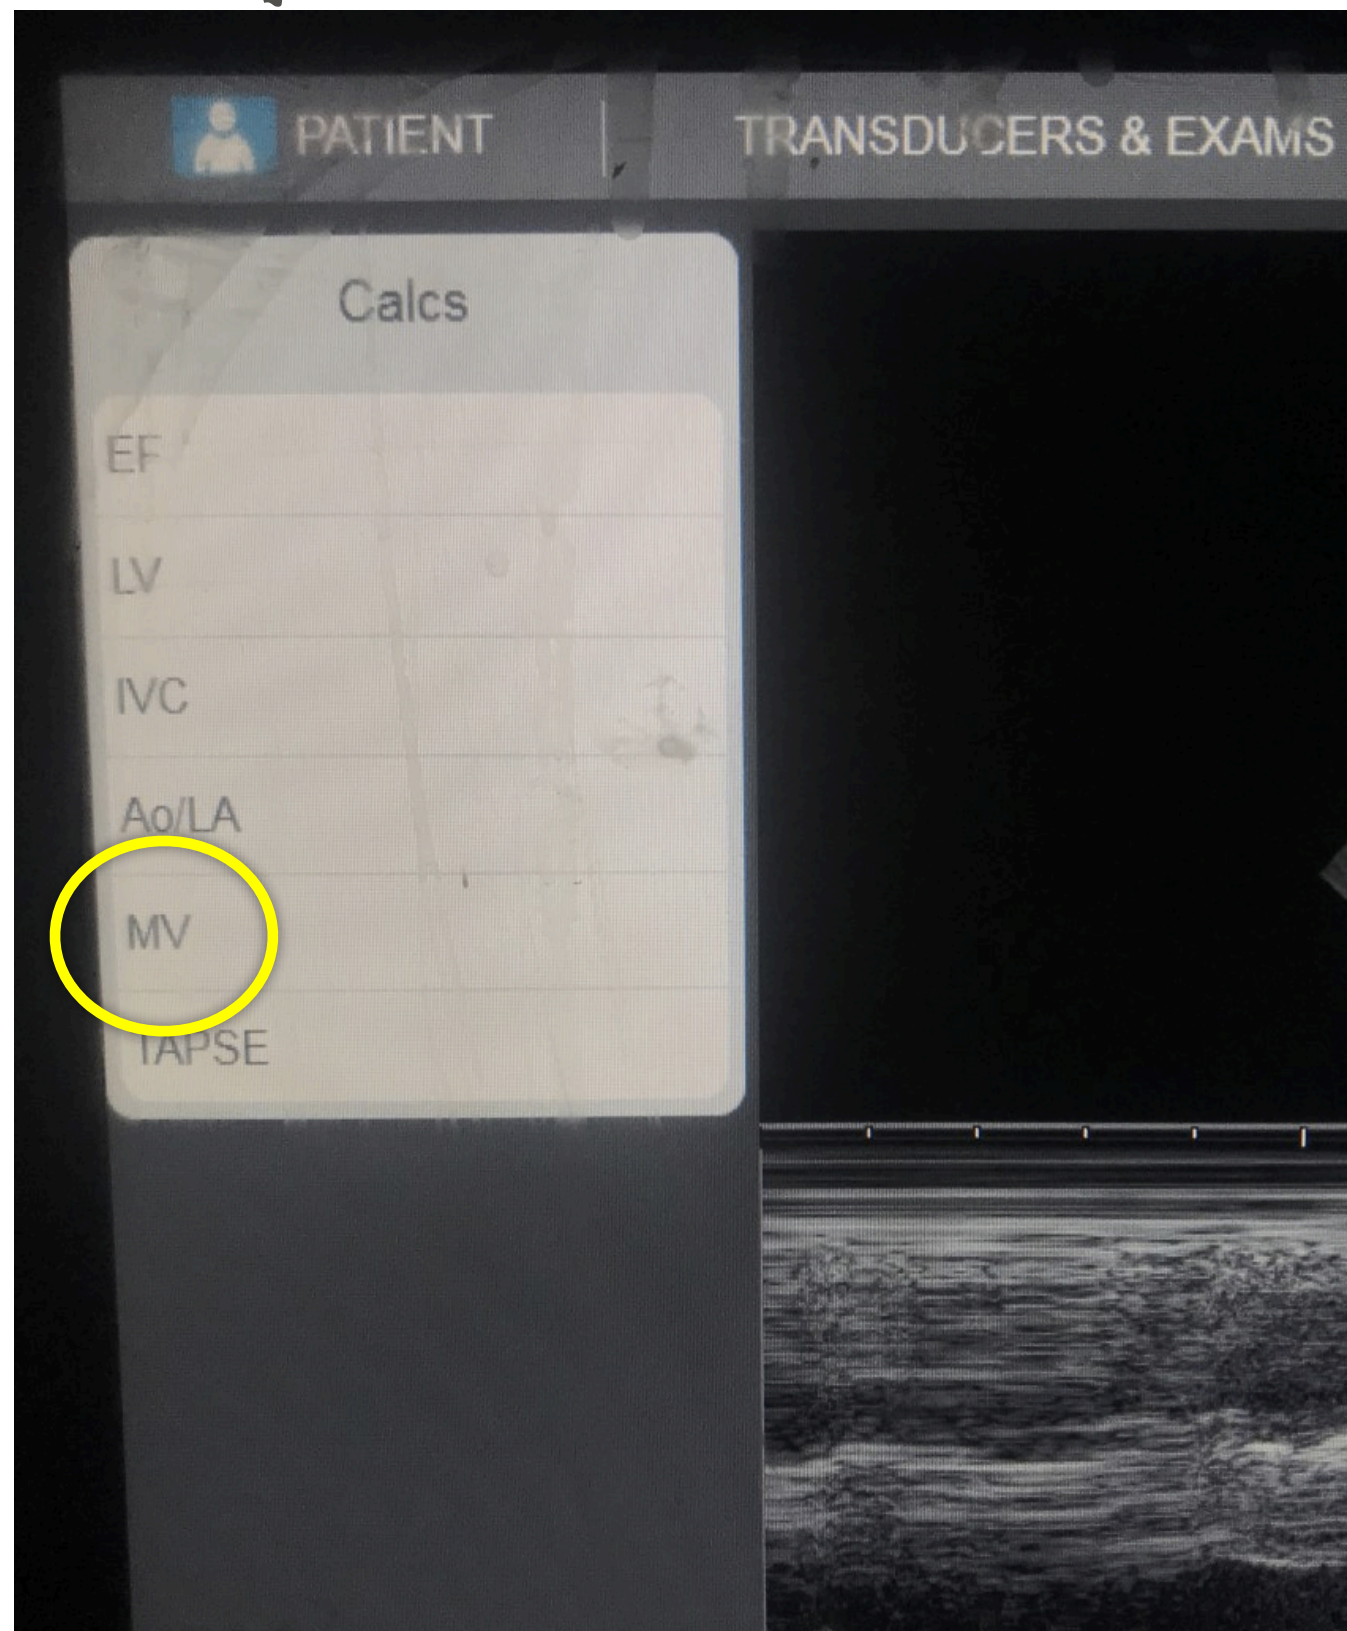 PATIENT
TRANSDUCERS & EXAMS
Calcs
EF
LV
IVC
Ao/LA
MV
TAPSE